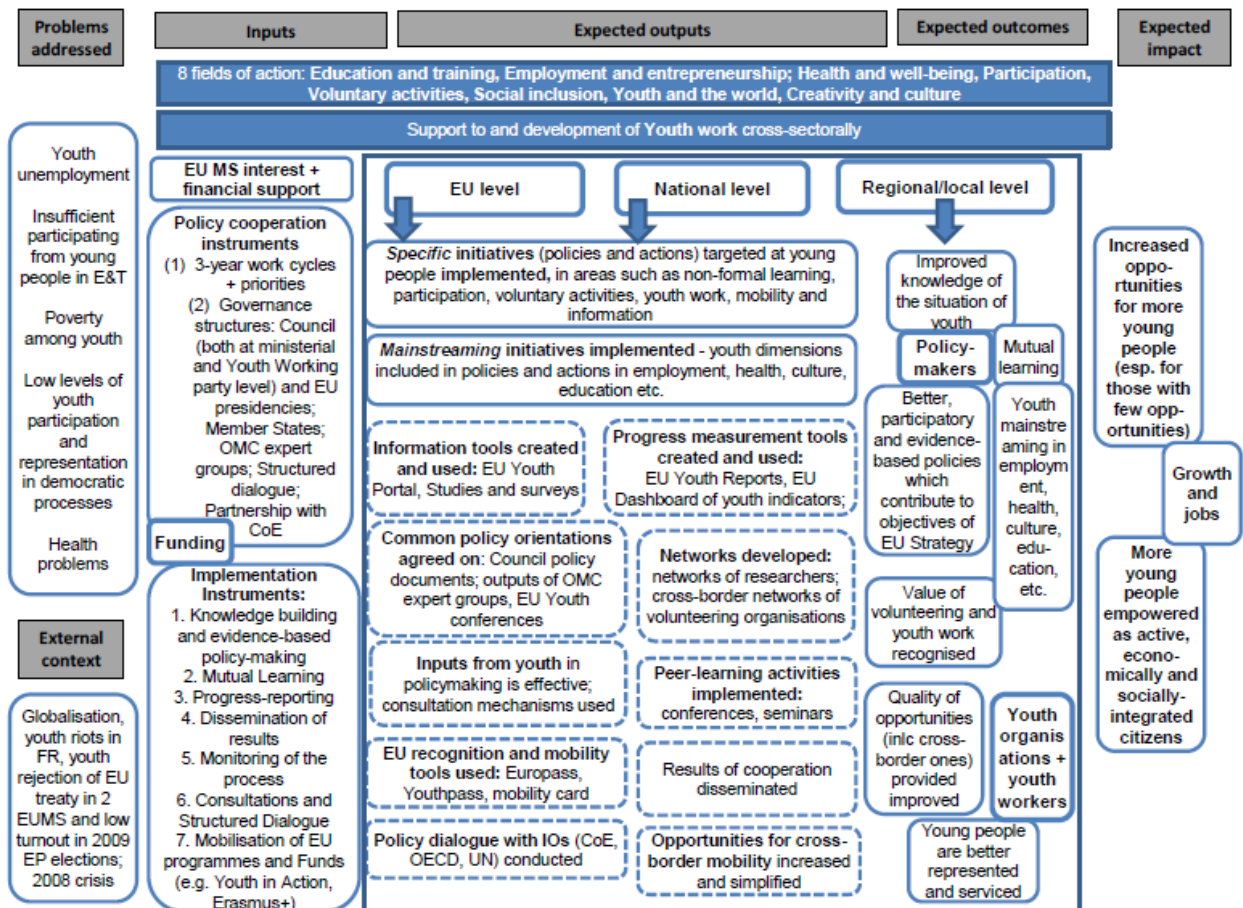 Problems
addressed
Inputs
Expected outputs
Expected outcomes
Expected
impact
8 fields of action: Education and training, Employment and entrepreneurship; Health and well-being, Participation,
Voluntary activities, Social inclusion, Youth and the world, Creativity and culture
Support to and development of Youth work cross-sectorally
Youth
unemployment
Insufficient
participating
from young
people in E&T
Poverty
among youth
Low levels of
youth
participation
and
representation
in democratic
processes
Health
problems
External
context
Globalisation,
youth riots in
FR, youth
rejection of EU
treaty in 2
EUMS and low
turnout in 2009
EP elections;
2008 crisis
EU MS interest +
financial support
Policy cooperation
instruments
(1) 3-year work cycles
+ priorities
(2) Governance
structures: Council
(both at ministerial
and Youth Working
party level) and EU
presidencies;
Member States;
OMC expert
groups; Structured
dialogue;
Partnership with
CoE
Funding
Implementation
Instruments:
1. Knowledge building
and evidence-based
policy-making
2. Mutual Learning
3. Progress-reporting
4. Dissemination of
results
5. Monitoring of the
process
6. Consultations and
Structured Dialogue
7. Mobilisation of EU
programmes and Funds
(e.g. Youth in Action,
Erasmus+)
EU level
National level
Regional/local level
Specific initiatives (policies and actions) targeted at young
people implemented, in areas such as non-formal learning,
participation, voluntary activities, youth work, mobility and
information
Mainstreaming initiatives implemented - youth dimensions
included in policies and actions in employment, health, culture,
education etc.
Information tools created
and used: EU Youth
Portal, Studies and surveys
Progress measurement tools
created and used:
EU Youth Reports, EU
Dashboard of youth indicators;
Common policy orientations
agreed on: Council policy
documents; outputs of OMC
expert groups, EU Youth
conferences
Networks developed:
networks of researchers;
cross-border networks of
volunteering organisations
Inputs from youth in
policymaking is effective;
consultation mechanisms used
Peer-learning activities
implemented:
conferences, seminars
EU recognition and mobility
tools used: Europass,
Youthpass, mobility card
Results of cooperation
disseminated
Policy dialogue with IOs (CoE,
OECD, UN) conducted
Opportunities for cross-
border mobility increased
and simplified
Improved
knowledge of
the situation of
youth
Policy-
makers
Mutual
learning
Better,
participatory
and evidence-
based policies
which
contribute to
objectives of
EU Strategy
Youth
mainst
reaming
in
employm
ent,
health,
culture,
edu-
cation,
etc.
Value of
volunteering and
youth work
recognised
Quality of
opportunities
(inlc cross-
border ones)
provided
improved
Youth
organis
ations +
youth
workers
Young people
are better
represented
and serviced
Increased
oppo-
rtunities
for more
young
people
(esp. for
those with
few opp-
ortunities)
Growth
and
jobs
More
young
people
empowered
as active,
econo-
mically and
socially-
integrated
citizens